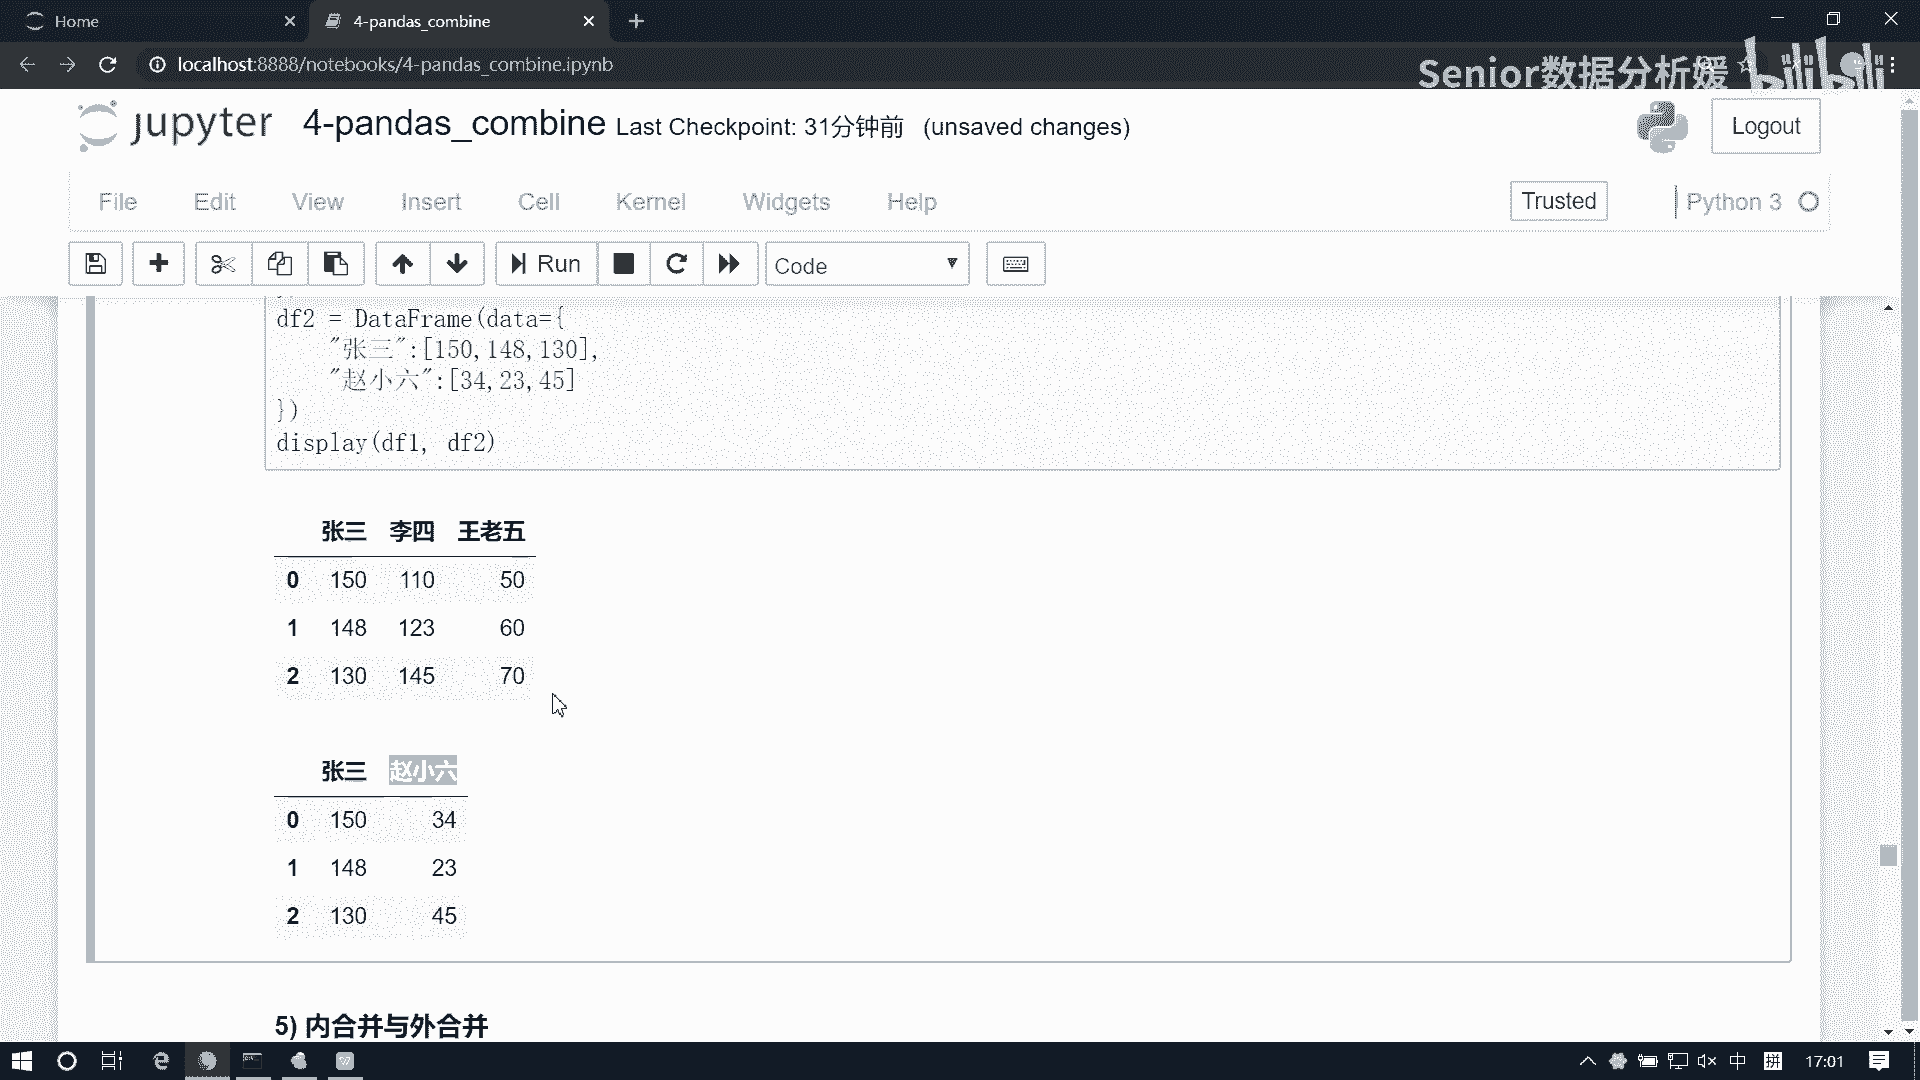 Home
4-pandas_combine
localhost:8888/notebooks/4-pandas_combine.ipynb
Senior数据分析媛 bilibili
jupyter 4-pandas_combine Last Checkpoint: 31分钟前 (unsaved changes)
Logout
File Edit View Insert Cell Kernel Widgets Help
Trusted
Python 3
Run
Code
df2 = DataFrame(data={
"张三":[150,148,130],
"赵小六":[34,23,45]
})
display(df1, df2)
张三 李四 王老五
0 150 110 50
1 148 123 60
2 130 145 70
张三 赵小六
0 150 34
1 148 23
2 130 45
5) 内合并与外合并
中 拼 17:01